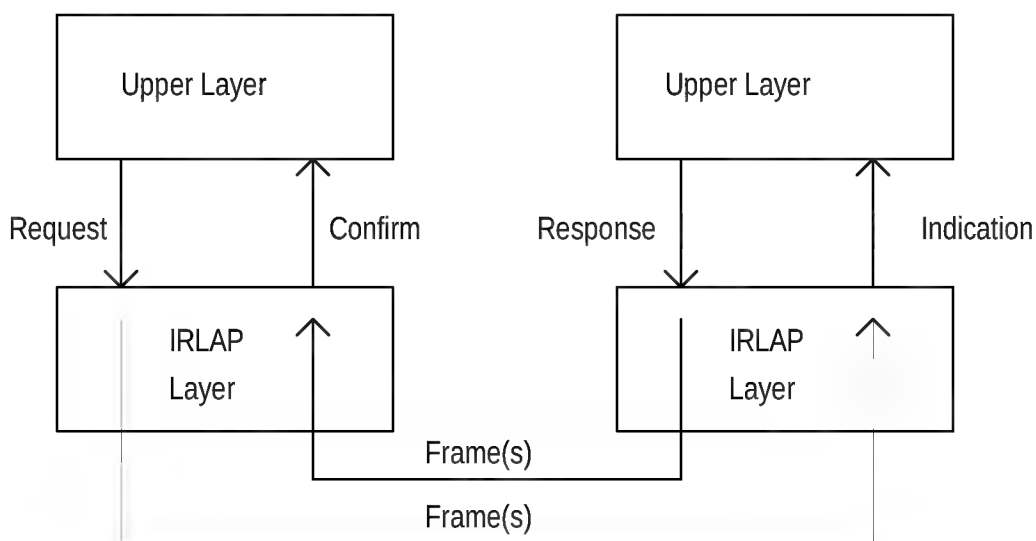 Upper Layer
Upper Layer
Request
Confirm
Response
Indication
IRLAP
Layer
IRLAP
Layer
Frame(s)
Frame(s)